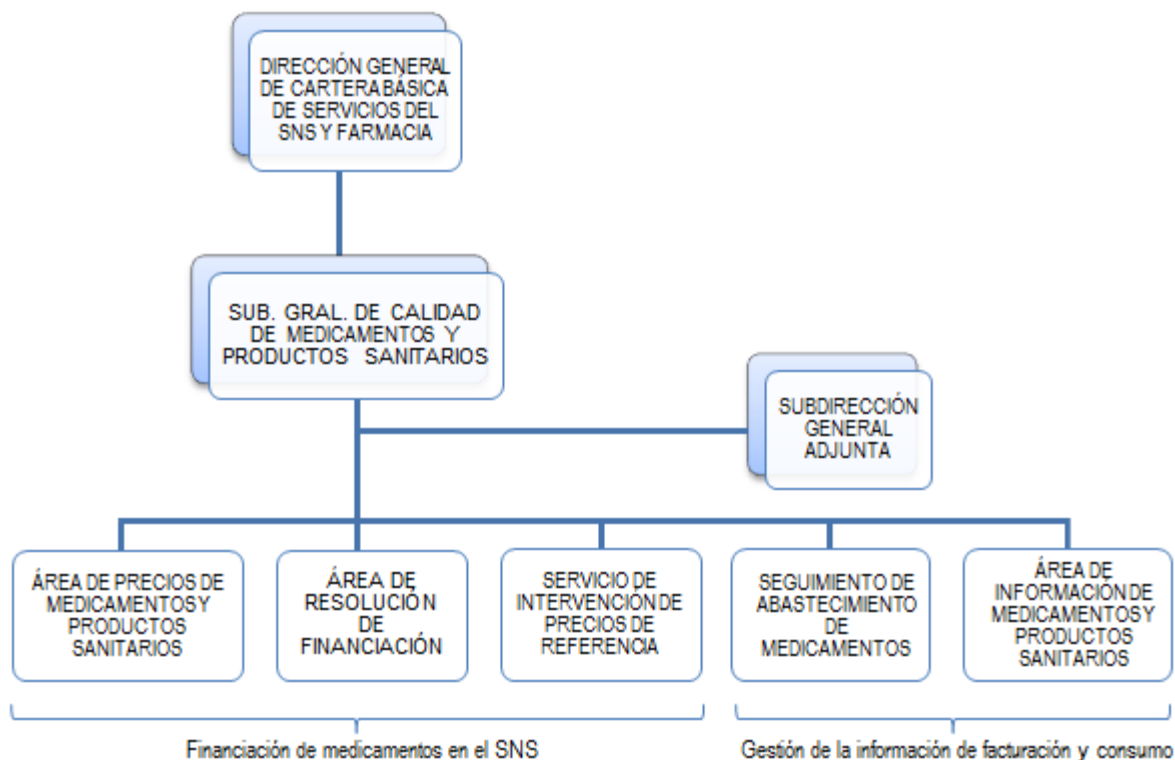 DIRECCIÓN GENERAL
DE CARTERA BÁSICA
DE SERVICIOS DEL
SNS Y FARMACIA
SUB. GRAL. DE CALIDAD
DE MEDICAMENTOS Y
PRODUCTOS SANITARIOS
SUBDIRECCIÓN
GENERAL
ADJUNTA
ÁREA DE PRECIOS DE
MEDICAMENTOS Y
PRODUCTOS
SANITARIOS
ÁREA DE
RESOLUCIÓN
DE
FINANCIACIÓN
SERVICIO DE
INTERVENCIÓN DE
PRECIOS DE
REFERENCIA
SEGUIMIENTO DE
ABASTECIMIENTO
DE
MEDICAMENTOS
ÁREA DE
INFORMACIÓN DE
MEDICAMENTOS Y
PRODUCTOS
SANITARIOS
Financiación de medicamentos en el SNS
Gestión de la información de facturación y consumo